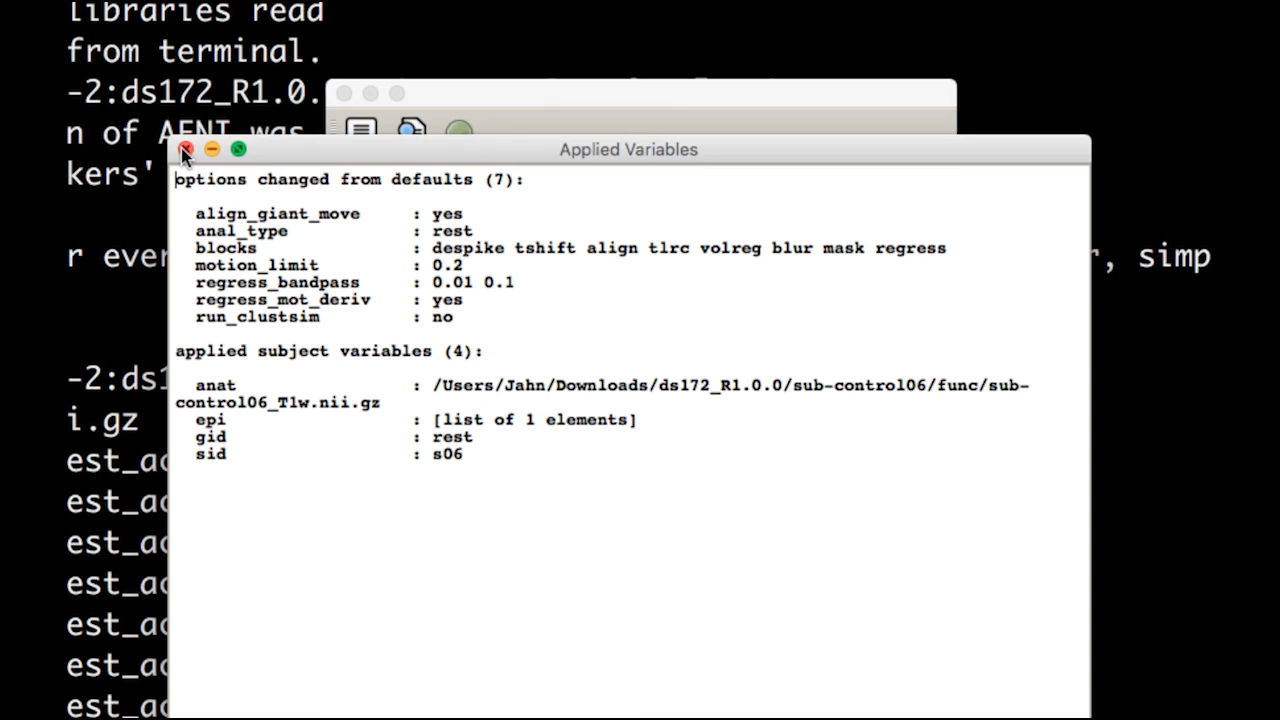 libraries read
from terminal.
-2:ds172_R1.0.
n of AFNI was
kers'
r ever
r, simp
-2:ds1
i.gz
est_ac
est_ac
est_ac
est_ac
est_ac
est_ac
est_ac
Applied Variables
options changed from defaults (7):
align_giant_move : yes
anal_type : rest
blocks : despike tshift align tlrc volreg blur mask regress
motion_limit : 0.2
regress_bandpass : 0.01 0.1
regress_mot_deriv : yes
run_clustsim : no
applied subject variables (4):
anat : /Users/Jahn/Downloads/ds172_R1.0.0/sub-control06/func/sub-
control06_T1w.nii.gz
epi : [list of 1 elements]
gid : rest
sid : s06